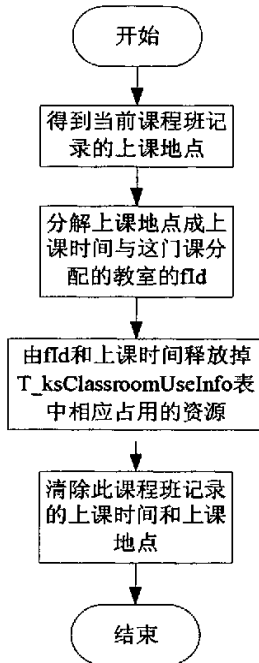 开始
得到当前课程班记
录的上课地点
分解上课地点成上
课时间与这门课分
配的教室的fId
由fId和上课时间释放掉
T_ksClassroomUseInfo表
中相应占用的资源
清除此课程班记录
的上课时间和上课
地点
结束